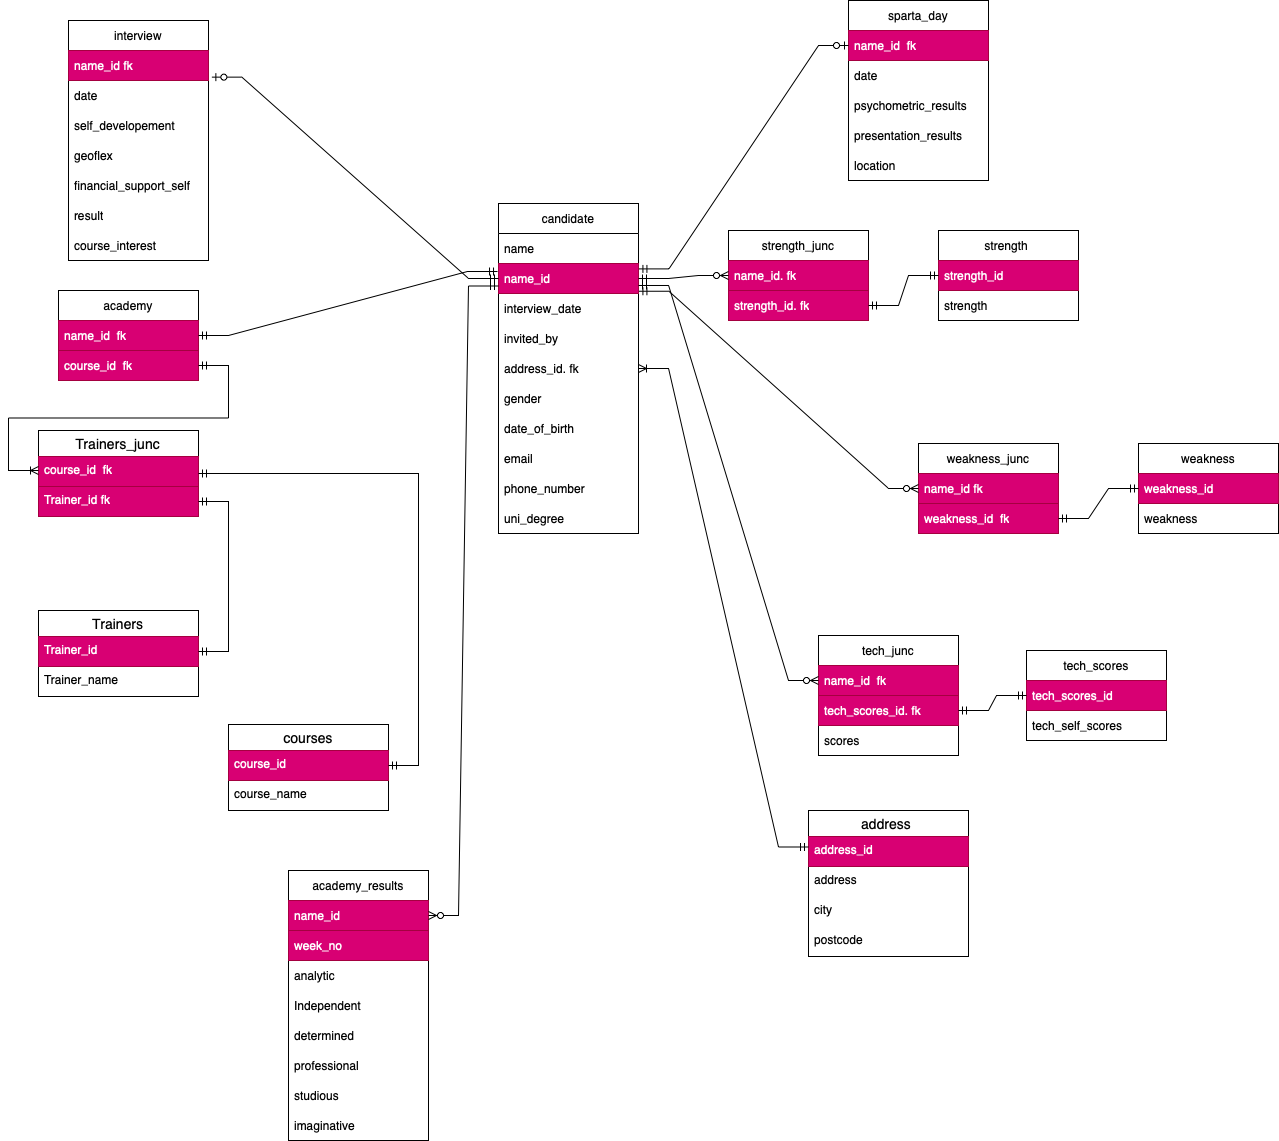 interview
name_id fk
date
self_developement
geoflex
financial_support_self
result
course_interest
sparta_day
name_id  fk
date
psychometric_results
presentation_results
location
candidate
name
name_id
interview_date
invited_by
address_id. fk
gender
date_of_birth
email
phone_number
uni_degree
strength_junc
name_id. fk
strength_id. fk
strength
strength_id
strength
academy
name_id  fk
course_id  fk
Trainers_junc
course_id  fk
Trainer_id fk
weakness_junc
name_id fk
weakness_id  fk
weakness
weakness_id
weakness
Trainers
Trainer_id
Trainer_name
tech_junc
name_id  fk
tech_scores_id. fk
scores
tech_scores
tech_scores_id
tech_self_scores
courses
course_id
course_name
address
address_id
address
city
postcode
academy_results
name_id
week_no
analytic
Independent
determined
professional
studious
imaginative